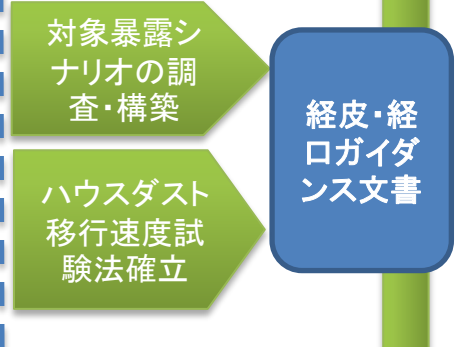 対象暴露シ
ナリオの調
査・構築
経皮・経
口ガイダ
ンス文書
ハウスダスト
移行速度試
験法確立